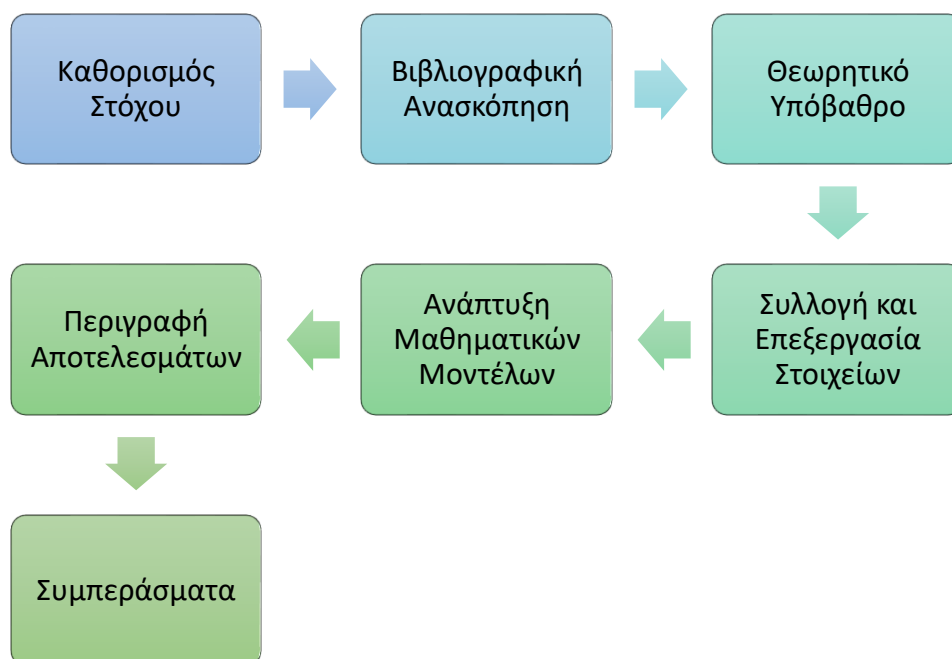 Καθορισμός
Στόχου
Βιβλιογραφική
Ανασκόπηση
Θεωρητικό
Υπόβαθρο
Συλλογή και
Επεξεργασία
Στοιχείων
Ανάπτυξη
Μαθηματικών
Μοντέλων
Περιγραφή
Αποτελεσμάτων
Συμπεράσματα